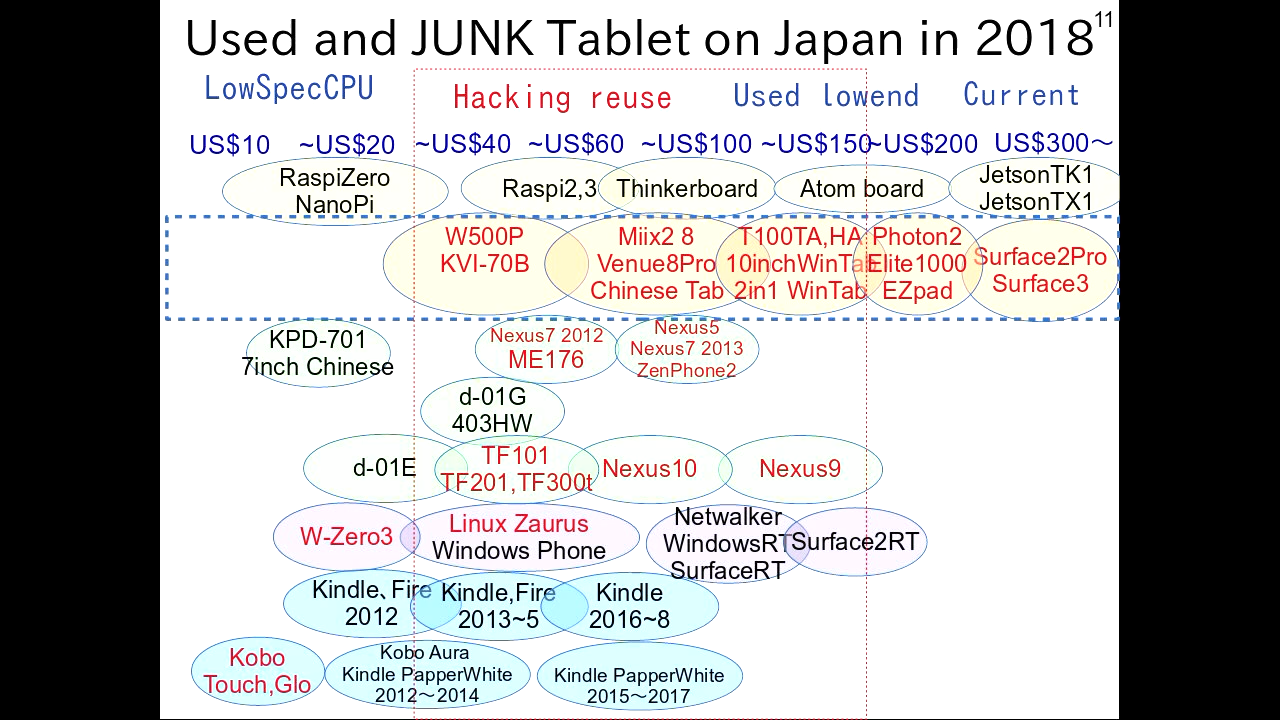 Used and JUNK Tablet on Japan in 2018
11
LowSpecCPU
Hacking reuse
Used lowend
Current
US$10
~US$20
~US$40
~US$60
~US$100
~US$150
~US$200
US$300～
RaspiZero
NanoPi
Raspi2,3
Thinkerboard
Atom board
JetsonTK1
JetsonTX1
W500P
KVI-70B
Miix2 8
Venue8Pro
Chinese Tab
T100TA,HA
10inchWinTab
2in1 WinTab
Photon2
Elite1000
EZpad
Surface2Pro
Surface3
KPD-701
7inch Chinese
Nexus7 2012
ME176
Nexus5
Nexus7 2013
ZenPhone2
d-01G
403HW
d-01E
TF101
TF201,TF300t
Nexus10
Nexus9
W-Zero3
Linux Zaurus
Windows Phone
Netwalker
WindowsRT
SurfaceRT
Surface2RT
Kindle、Fire
2012
Kindle,Fire
2013~5
Kindle
2016~8
Kobo
Touch,Glo
Kobo Aura
Kindle PapperWhite
2012～2014
Kindle PapperWhite
2015～2017